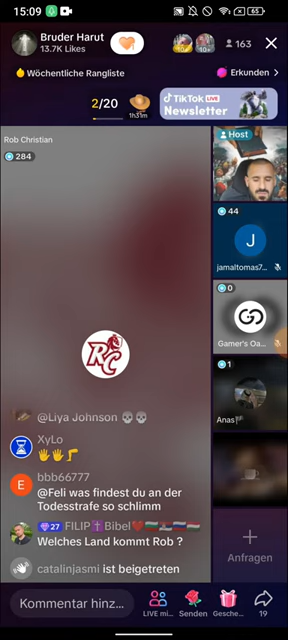 15:09
65
Bruder Harut
13.7K Likes
10+
163
Wöchentliche Rangliste
Erkunden >
2/20
1h31m
TikTok LIVE
Newsletter
Rob Christian
284
Host
44
J
jamaltomas7...
0
Gamer's Oa...
1
Anas
RC
@Liya Johnson 💀💀
XyLo
E
bbb66777
@Feli was findest du an der
Todesstrafe so schlimm
27 FILIP✝️Bibel
Welches Land kommt Rob ?
catalinjasmi ist beigetreten
Anfragen
Kommentar hinz...
LIVE mi...
Senden
Gesche...
19